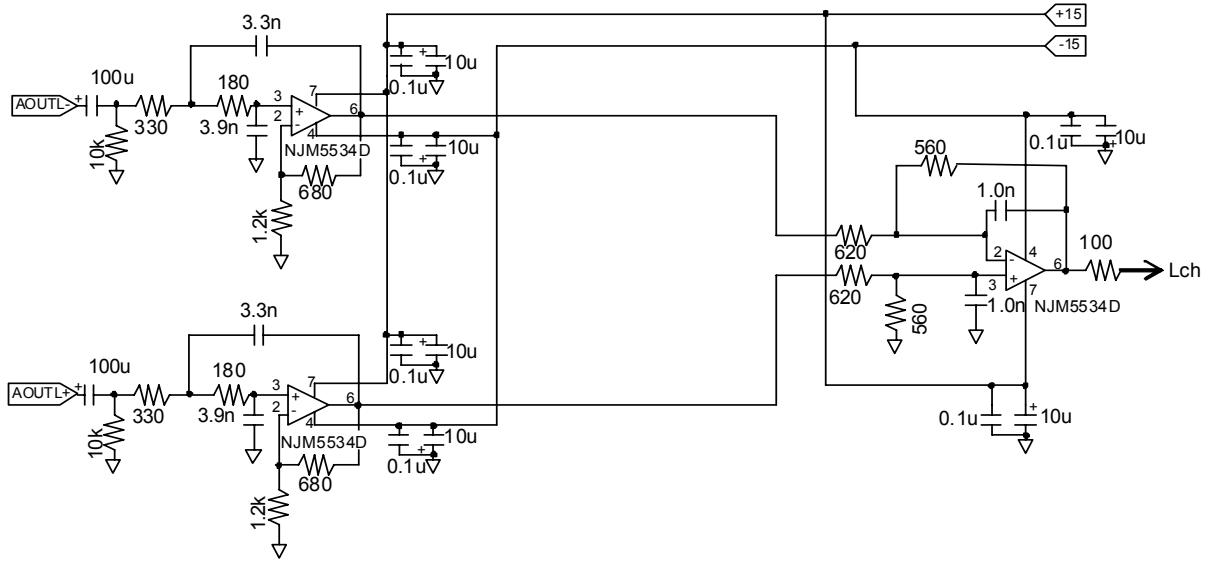 +15
-15
3.3n
10u
0.1u
100u
180
AOUTL-
+
330
10k
3.9n
3
2
+
-
7
4
6
NJM5534D
680
1.2k
10u
0.1u
+
+
0.1u
10u
+
560
1.0n
620
620
560
2
3
-
+
4
7
6
100
Lch
1.0n
NJM5534D
3.3n
10u
0.1u
+
100u
180
AOUTL+
+
330
10k
3.9n
3
2
+
-
7
4
6
NJM5534D
680
1.2k
10u
0.1u
+
0.1u
10u
+